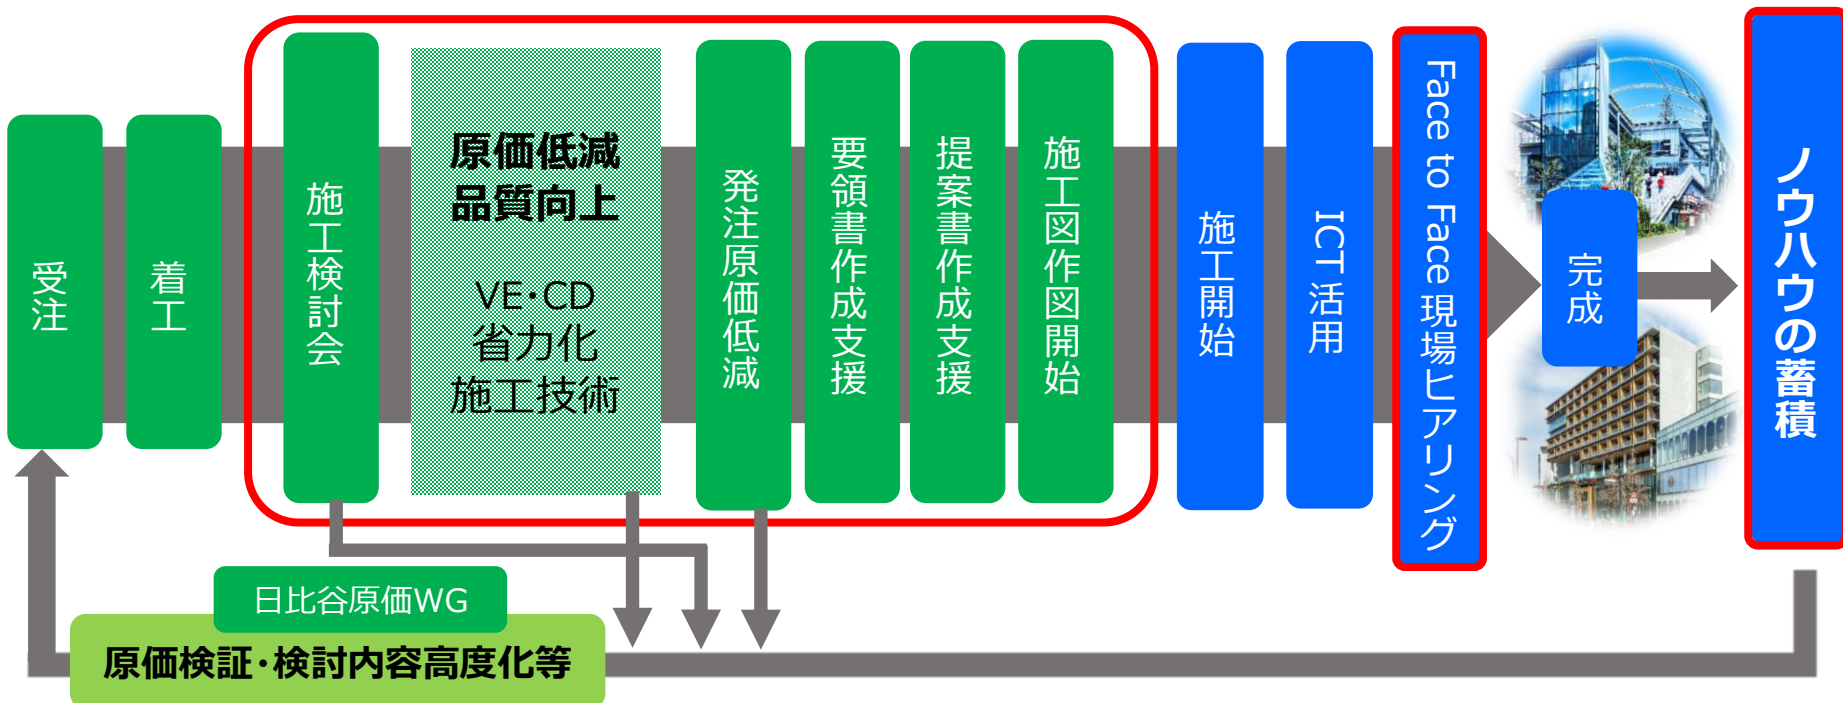 受注
着工
施工検討会
原価低減
品質向上
VE･CD
省力化
施工技術
発注原価低減
要領書作成支援
提案書作成支援
施工図作図開始
施工開始
ICT 活用
Face to Face 現場ヒアリング
完成
ノウハウの蓄積
日比谷原価WG
原価検証･検討内容高度化等